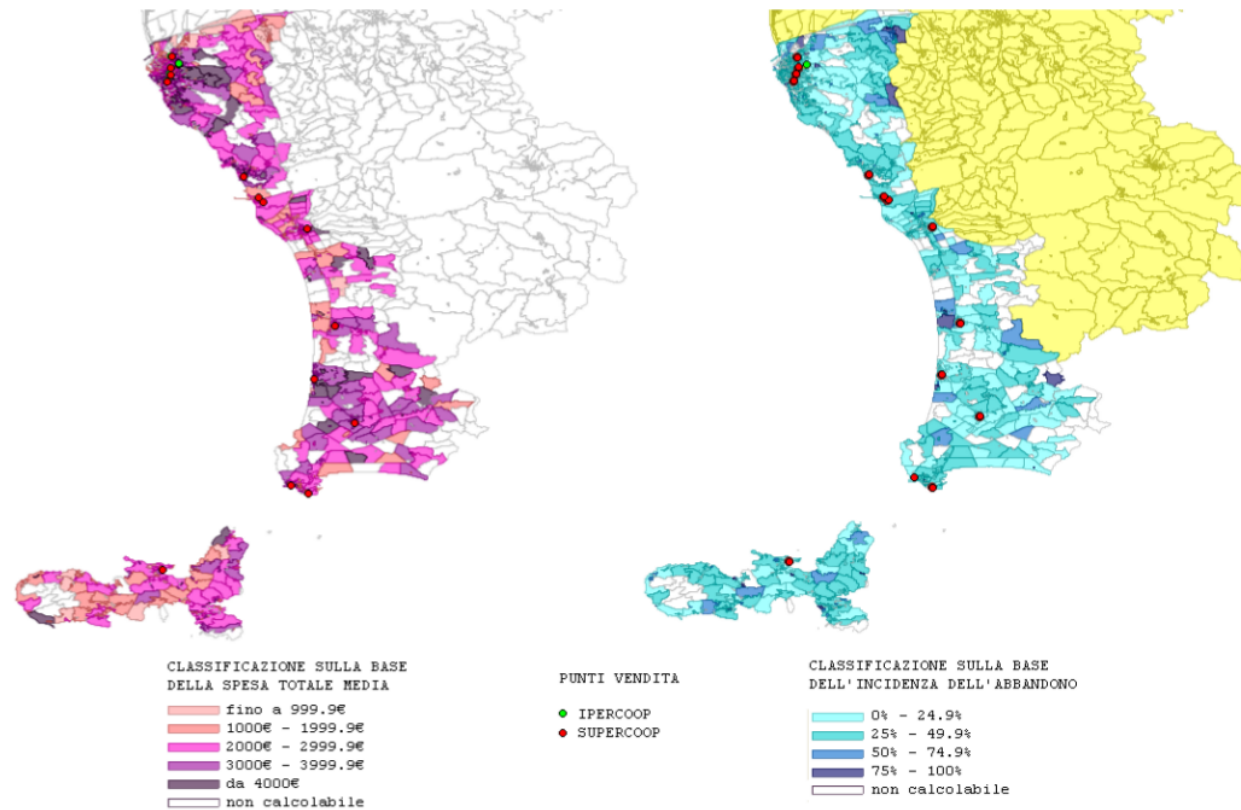 CLASSIFICAZIONE SULLA BASE
DELLA SPESA TOTALE MEDIA
fino a 999.9€
1000€ - 1999.9€
2000€ - 2999.9€
3000€ - 3999.9€
da 4000€
non calcolabile
PUNTI VENDITA
IPERCOOP
SUPERCOOP
CLASSIFICAZIONE SULLA BASE
DELL'INCIDENZA DELL'ABBANDONO
0% - 24.9%
25% - 49.9%
50% - 74.9%
75% - 100%
non calcolabile